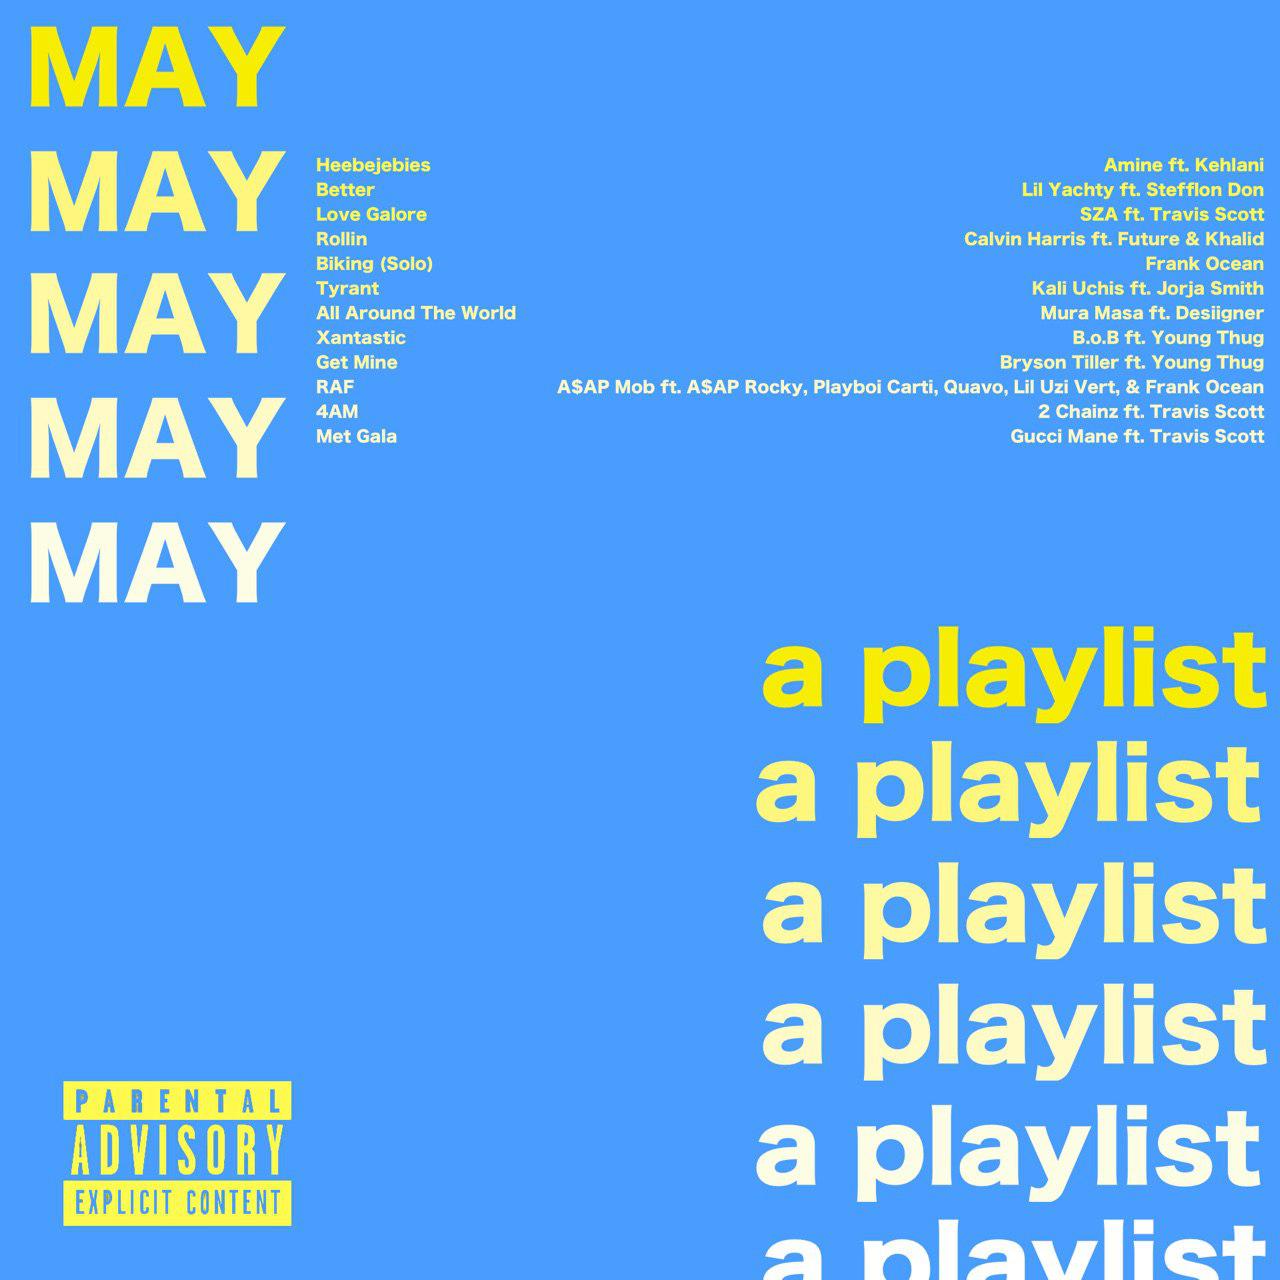 MAY
MAY
MAY
MAY
MAY
Heebejebies Amine ft. Kehlani
Better Lil Yachty ft. Stefflon Don
Love Galore SZA ft. Travis Scott
Rollin Calvin Harris ft. Future & Khalid
Biking (Solo) Frank Ocean
Tyrant Kali Uchis ft. Jorja Smith
All Around The World Mura Masa ft. Desiigner
Xantastic B.o.B ft. Young Thug
Get Mine Bryson Tiller ft. Young Thug
RAF A$AP Mob ft. A$AP Rocky, Playboi Carti, Quavo, Lil Uzi Vert, & Frank Ocean
4AM 2 Chainz ft. Travis Scott
Met Gala Gucci Mane ft. Travis Scott
a playlist
a playlist
a playlist
a playlist
a playlist
a playlist
PARENTAL
ADVISORY
EXPLICIT CONTENT